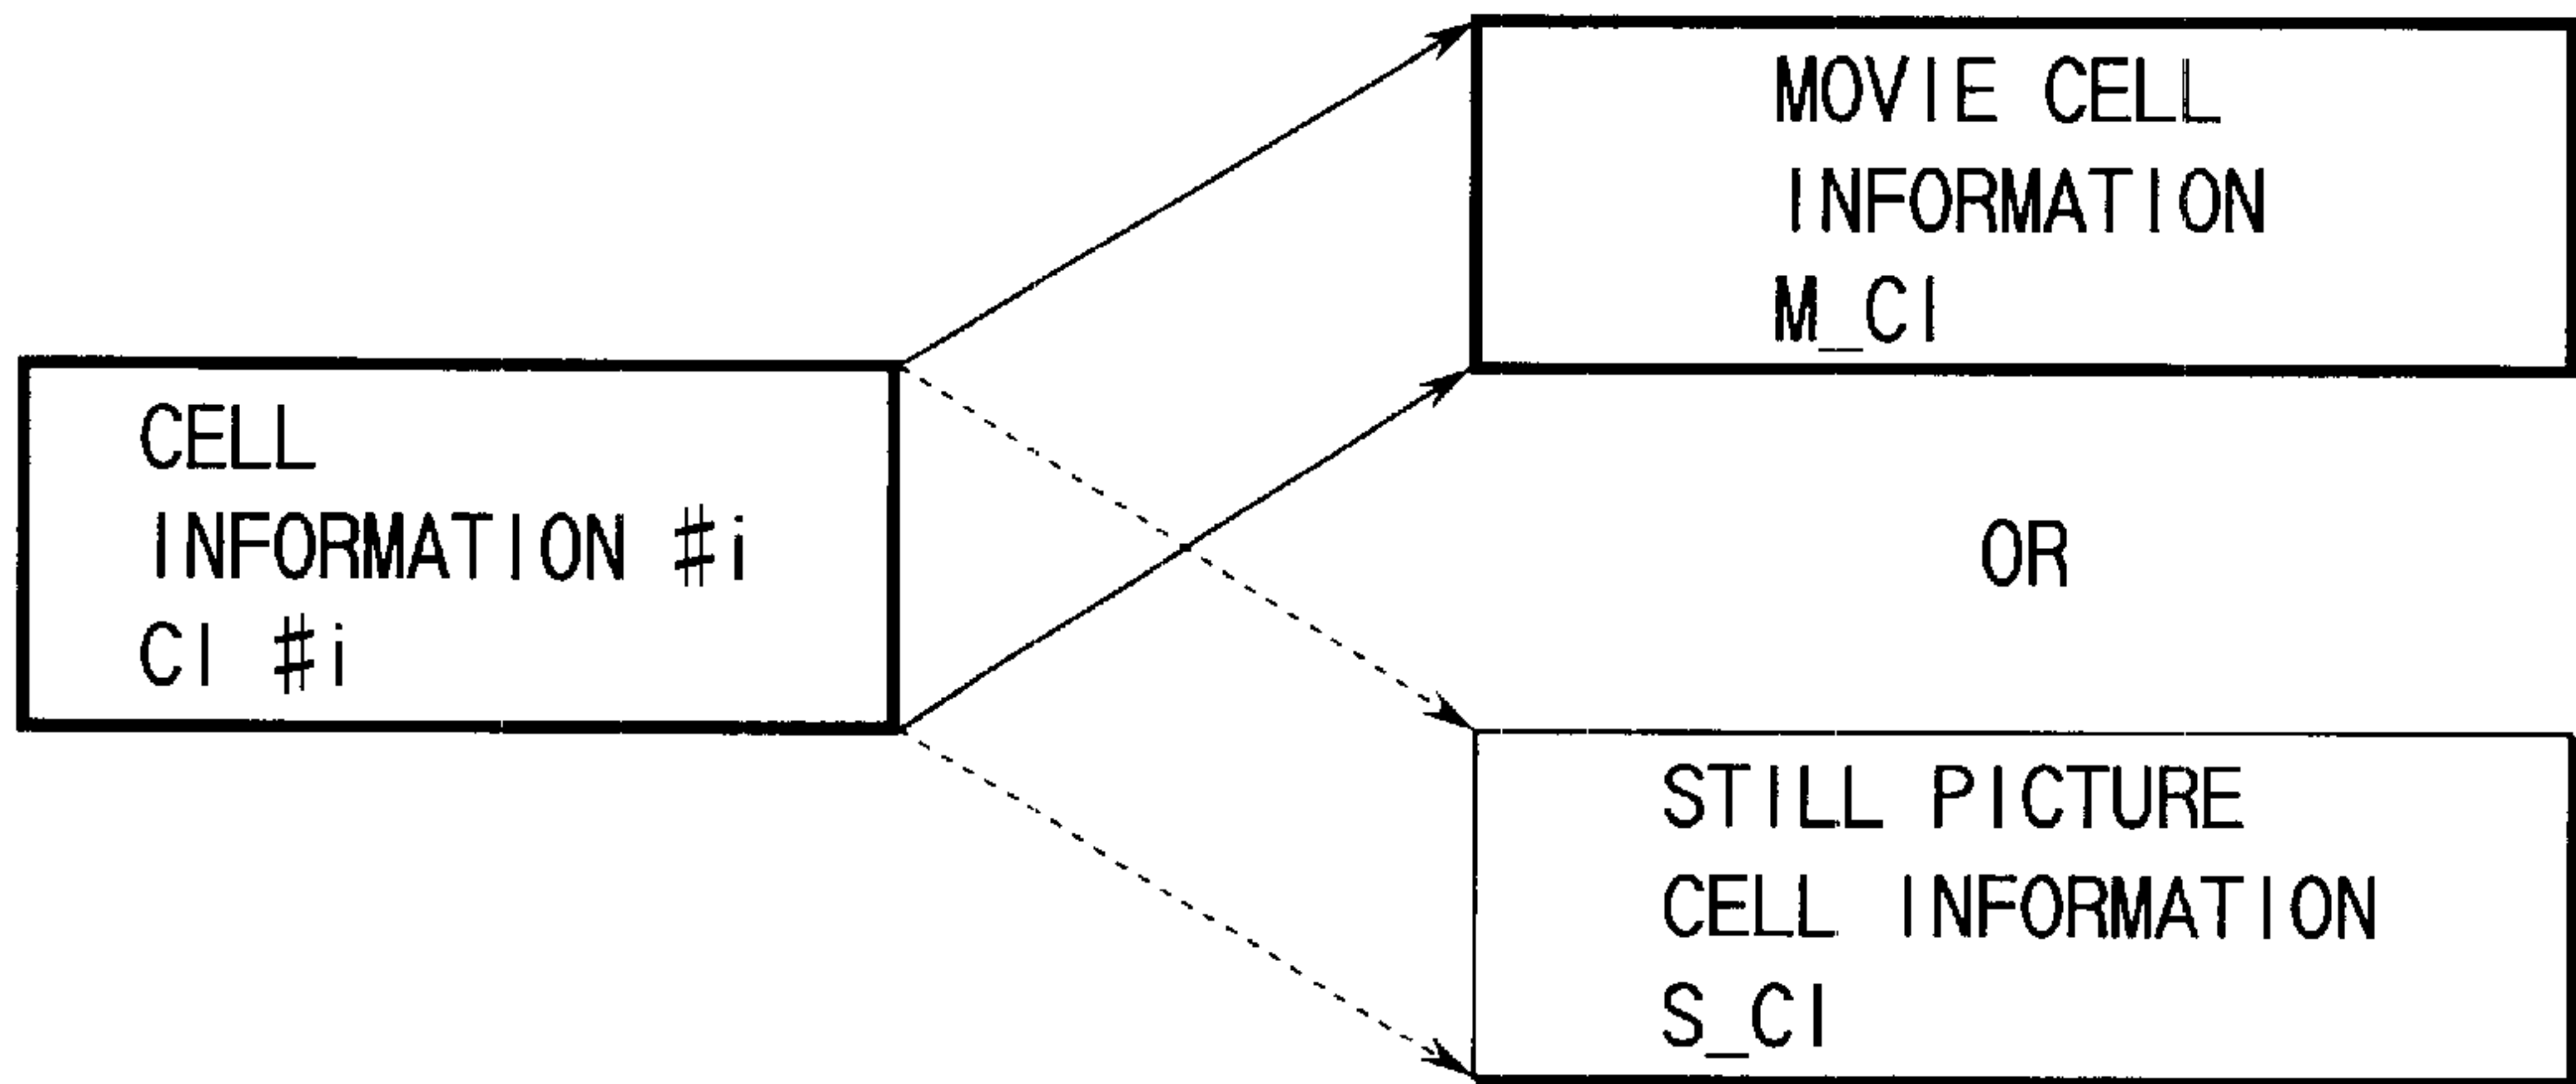 CELL
INFORMATION #i
CI #i
MOVIE CELL
INFORMATION
M_CI
OR
STILL PICTURE
CELL INFORMATION
S_CI